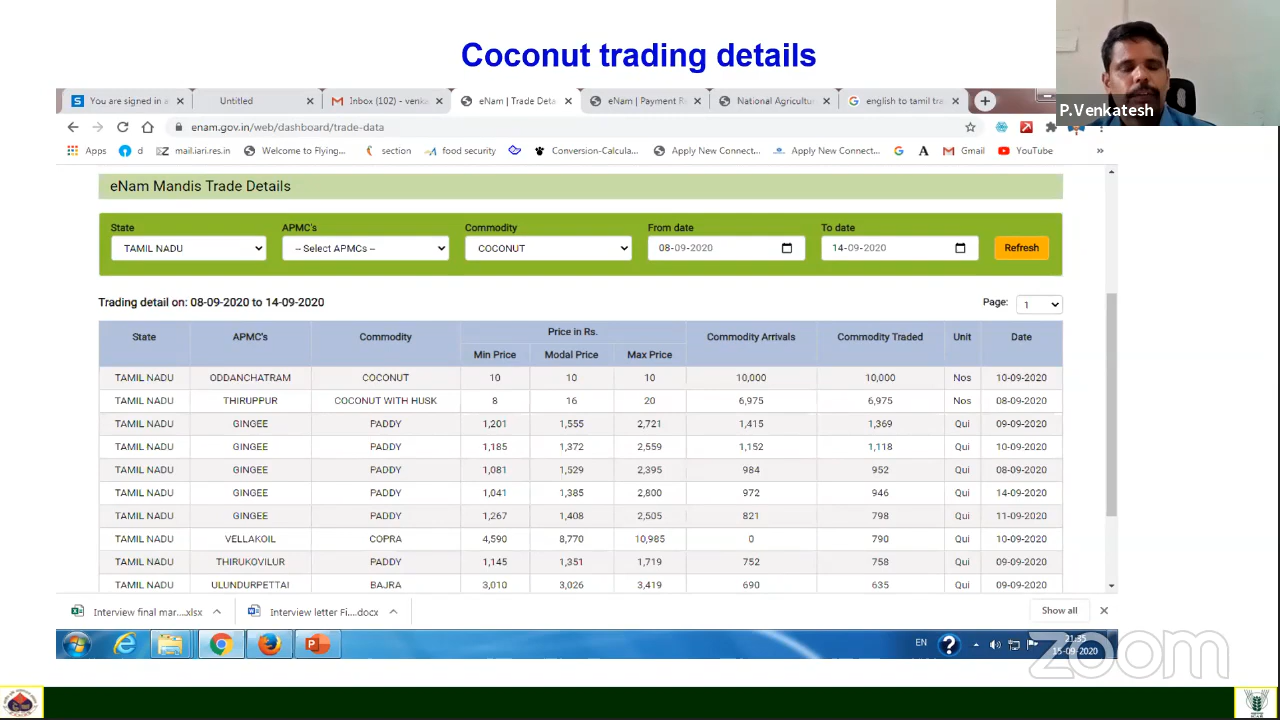 Coconut trading details
P.Venkatesh
You are signed in a
Untitled
Inbox (102) - venka
eNam | Trade Deta
eNam | Payment R
National Agricultur
english to tamil tra
enam.gov.in/web/dashboard/trade-data
Apps d mail.iari.res.in Welcome to Flying... section food security Conversion-Calcula... Apply New Connect... Apply New Connect... Gmail YouTube »
eNam Mandis Trade Details
State APMC's Commodity From date To date
TAMIL NADU -- Select APMCs -- COCONUT 08-09-2020 14-09-2020 Refresh
Trading detail on: 08-09-2020 to 14-09-2020 Page: 1
State APMC's Commodity Price in Rs. Commodity Arrivals Commodity Traded Unit Date
Min Price Modal Price Max Price
TAMIL NADU ODDANCHATRAM COCONUT 10 10 10 10,000 10,000 Nos 10-09-2020
TAMIL NADU THIRUPPUR COCONUT WITH HUSK 8 16 20 6,975 6,975 Nos 08-09-2020
TAMIL NADU GINGEE PADDY 1,201 1,555 2,721 1,415 1,369 Qui 09-09-2020
TAMIL NADU GINGEE PADDY 1,185 1,372 2,559 1,152 1,118 Qui 10-09-2020
TAMIL NADU GINGEE PADDY 1,081 1,529 2,395 984 952 Qui 08-09-2020
TAMIL NADU GINGEE PADDY 1,041 1,385 2,800 972 946 Qui 14-09-2020
TAMIL NADU GINGEE PADDY 1,267 1,408 2,505 821 798 Qui 11-09-2020
TAMIL NADU VELLAKOIL COPRA 4,590 8,770 10,985 0 790 Qui 10-09-2020
TAMIL NADU THIRUKOVILUR PADDY 1,145 1,351 1,719 752 758 Qui 09-09-2020
TAMIL NADU ULUNDURPETTAI BAJRA 3,010 3,026 3,419 690 635 Qui 09-09-2020
Interview final mar....xlsx Interview letter Fi....docx Show all
EN 21:35
15-09-2020
zoom